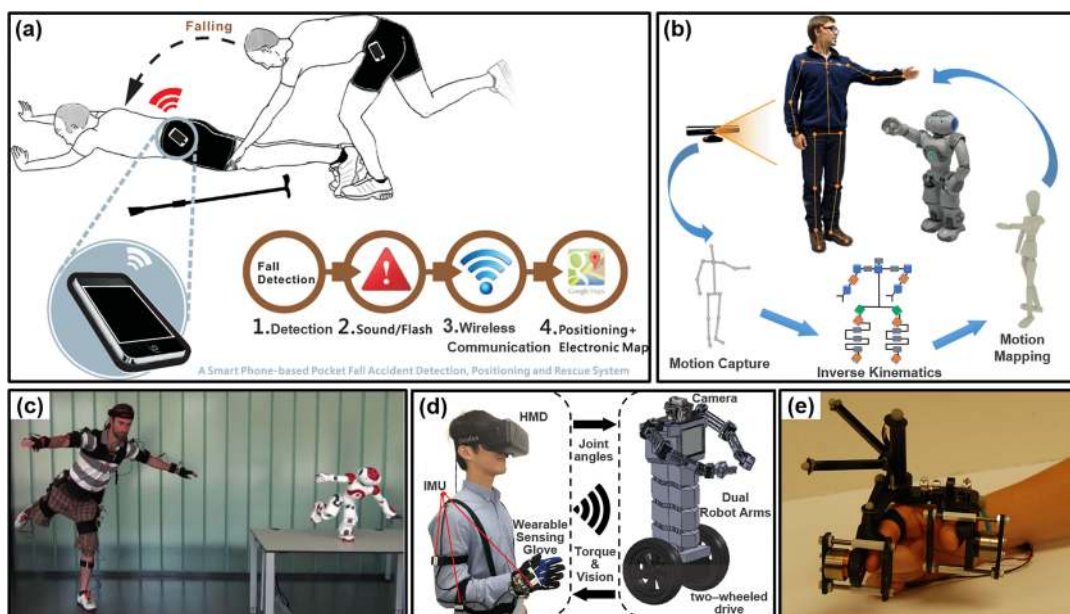 (a)
Falling
Fall
Detection
Google Maps
1.Detection
2.Sound/Flash
3.Wireless
Communication
4.Positioning+
Electronic Map
A Smart Phone-based Pocket Fall Accident Detection, Positioning and Rescue System
(b)
Motion Capture
Inverse Kinematics
Motion
Mapping
(c)
(d)
HMD
IMU
Wearable
Sensing
Glove
Joint
angles
Torque
&
Vision
Camera
Dual
Robot Arms
two-wheeled
drive
(e)